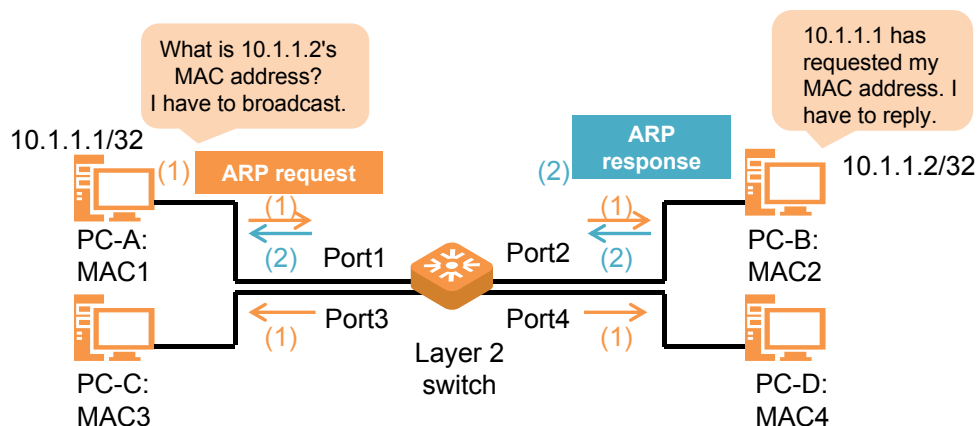 What is 10.1.1.2's
MAC address?
I have to broadcast.
10.1.1.1 has
requested my
MAC address. I
have to reply.
10.1.1.1/32
(1)
ARP request
(2)
ARP
response
10.1.1.2/32
(1)
(1)
PC-A:
MAC1
(2)
Port1
Port2
(2)
PC-B:
MAC2
(1)
Port3
Port4
(1)
Layer 2
switch
PC-C:
MAC3
PC-D:
MAC4